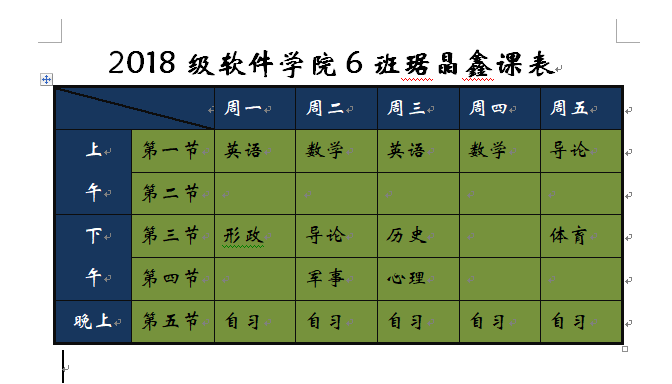 2018级软件学院6班琚晶鑫课表
周一 周二 周三 周四 周五
上午 第一节 英语 数学 英语 数学 导论
第二节
下午 第三节 形政 导论 历史 体育
第四节 军事 心理
晚上 第五节 自习 自习 自习 自习 自习